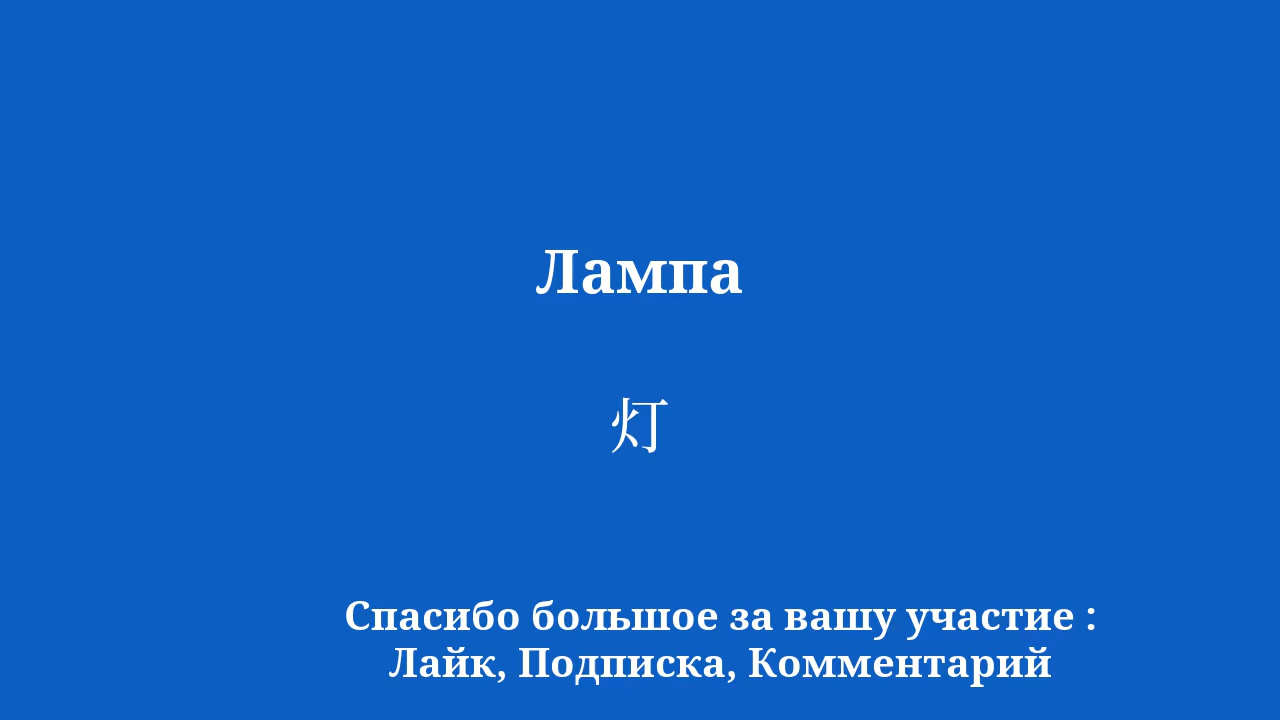 Лампа
灯
Спасибо большое за вашу участие :
Лайк, Подписка, Комментарий